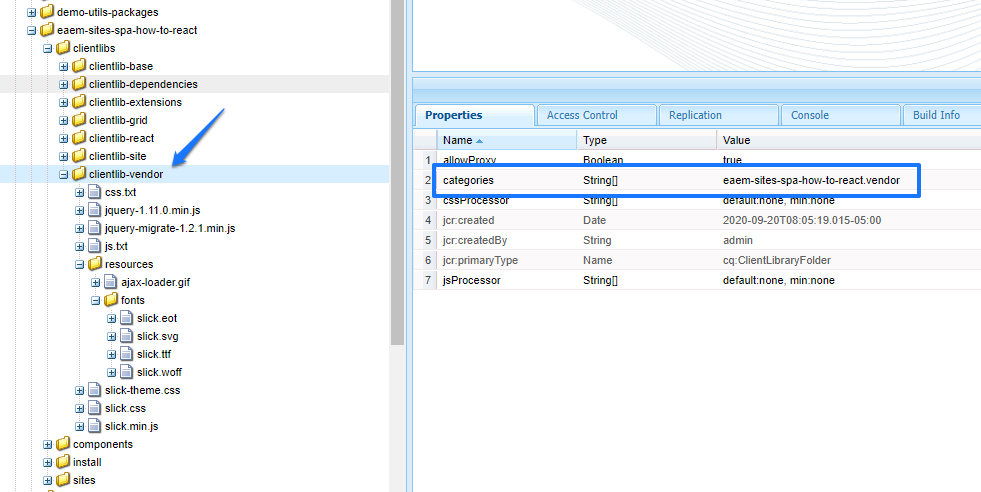 demo-utils-packages
eaem-sites-spa-how-to-react
clientlibs
clientlib-base
clientlib-dependencies
clientlib-extensions
clientlib-grid
clientlib-react
clientlib-site
clientlib-vendor
css.txt
jquery-1.11.0.min.js
jquery-migrate-1.2.1.min.js
js.txt
resources
ajax-loader.gif
fonts
slick.eot
slick.svg
slick.ttf
slick.woff
slick-theme.css
slick.css
slick.min.js
components
install
sites
Properties Access Control Replication Console Build Info
Name Type Value
1 allowProxy Boolean true
2 categories String[] eaem-sites-spa-how-to-react.vendor
3 cssProcessor String[] default:none, min:none
4 jcr:created Date 2020-09-20T08:05:19.015-05:00
5 jcr:createdBy String admin
6 jcr:primaryType Name cq:ClientLibraryFolder
7 jsProcessor String[] default:none, min:none